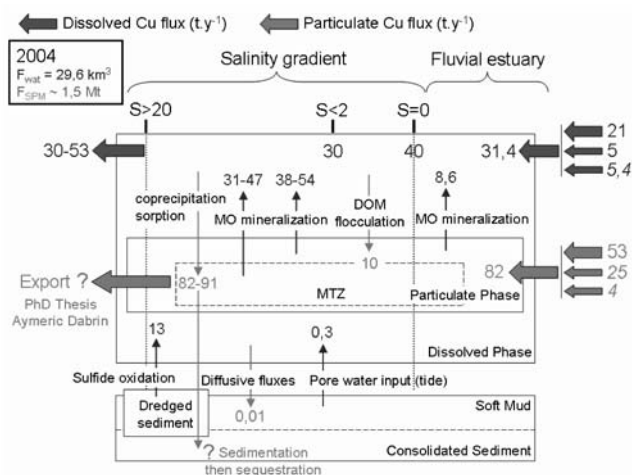 Dissolved Cu flux (t.y-1) Particulate Cu flux (t.y-1)
2004
Fwat = 29,6 km3
FSPM ~ 1,5 Mt
Salinity gradient Fluvial estuary
S>20 S<2 S=0
30-53 30 40 31,4
21
5
5,4
31-47 38-54 8,6
coprecipitation
sorption
MO mineralization
DOM
flocculation
MO mineralization
10
53
25
4
82
Export ?
PhD Thesis
Aymeric Dabrin
82-91
MTZ
Particulate Phase
13 0,3
Dissolved Phase
Sulfide oxidation Diffusive fluxes Pore water input (tide)
Dredged
sediment
0,01
Soft Mud
? Sedimentation
then sequestration
Consolidated Sediment